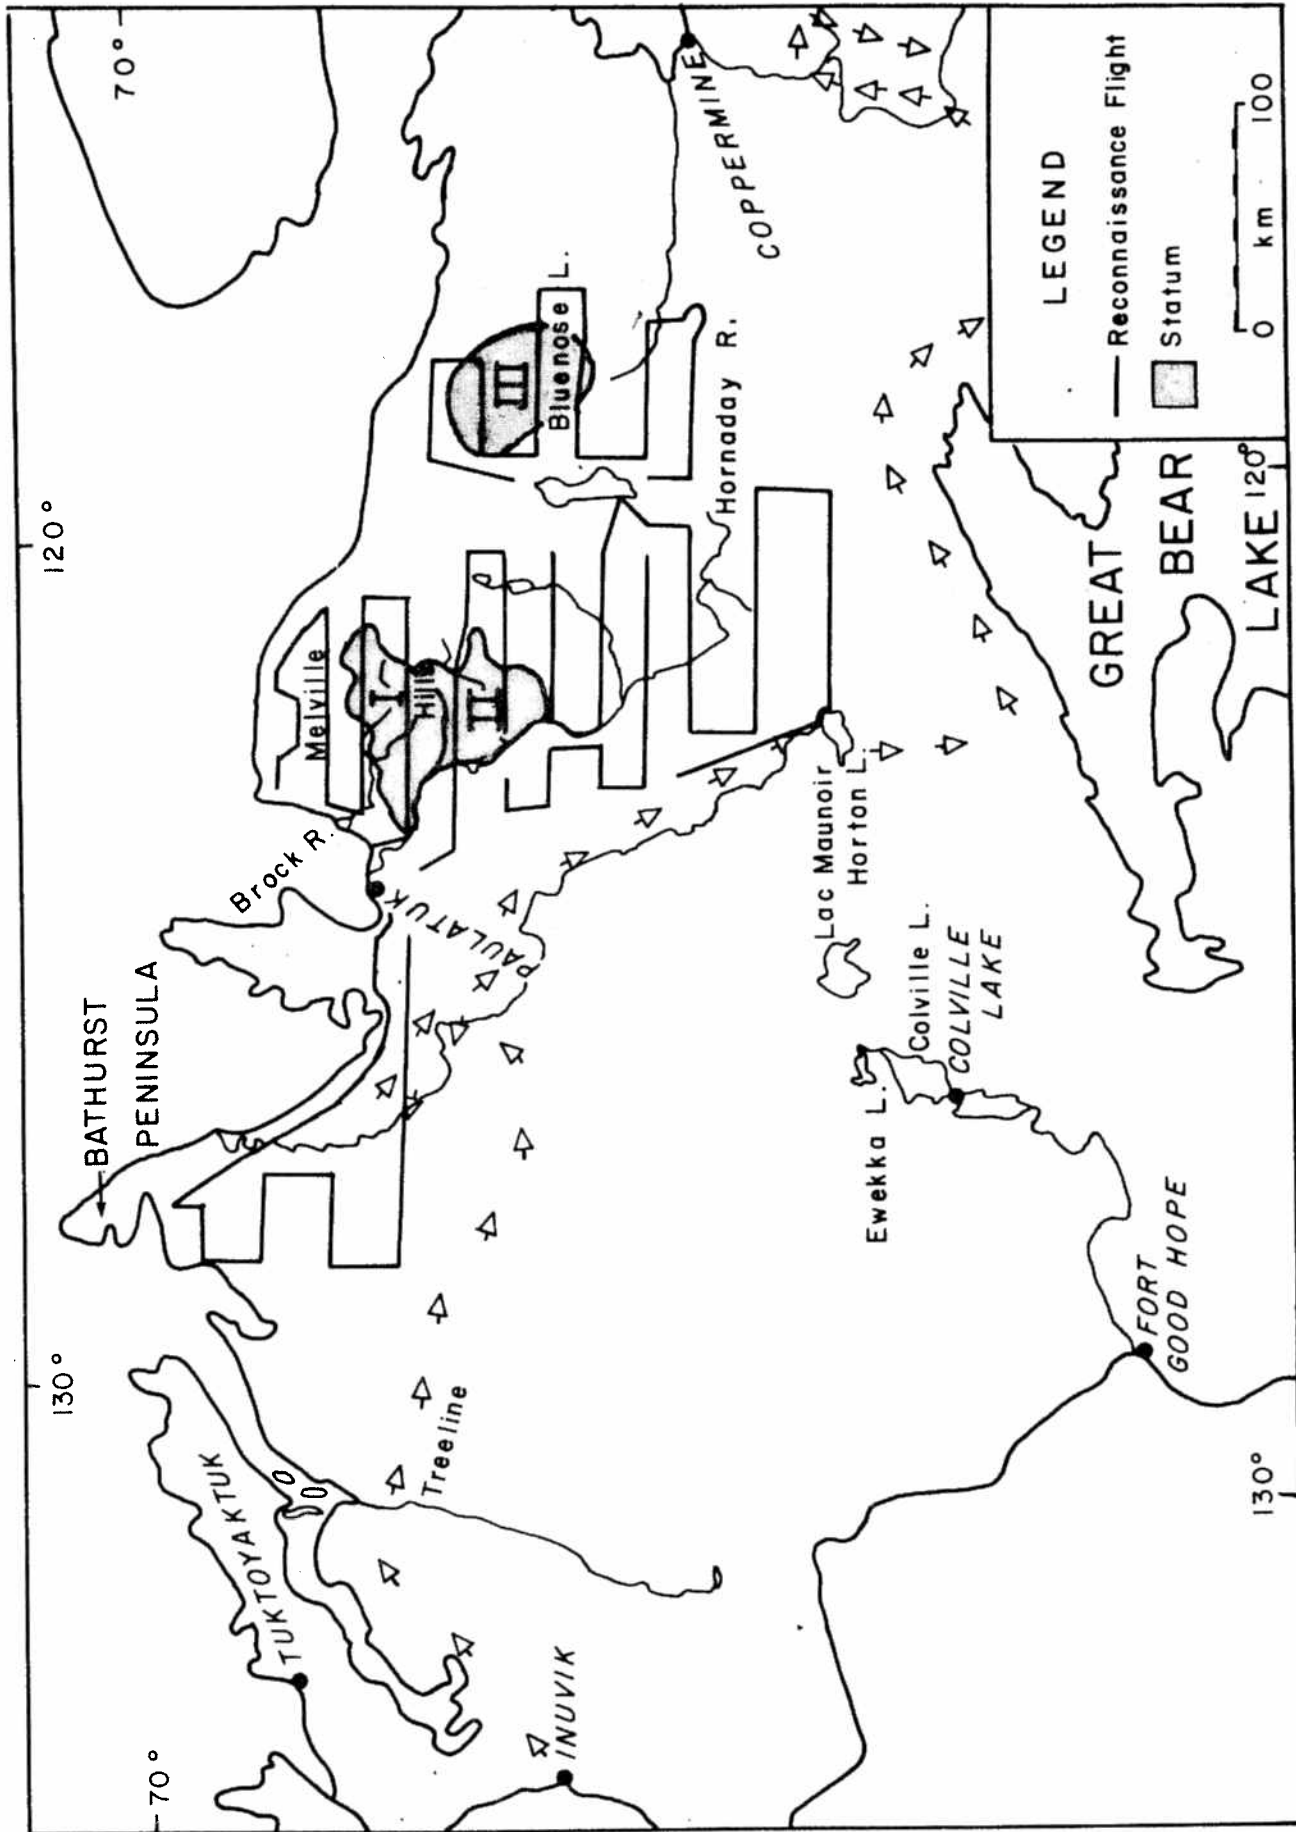 130°
120°
70°
70°
BATHURST
PENINSULA
TUKTOYAKTUK
Brock R.
Melville
Hills
I
II
III
PAULATUK
Bluenose L.
COPPERMINE
Treeline
INUVIK
Hornaday R.
Lac Maunoir
Horton L.
Ewekka L.
Colville L.
COLVILLE
LAKE
FORT
GOOD HOPE
GREAT
BEAR
LAKE
130°
120°
LEGEND
Reconnaissance Flight
Statum
0 km 100